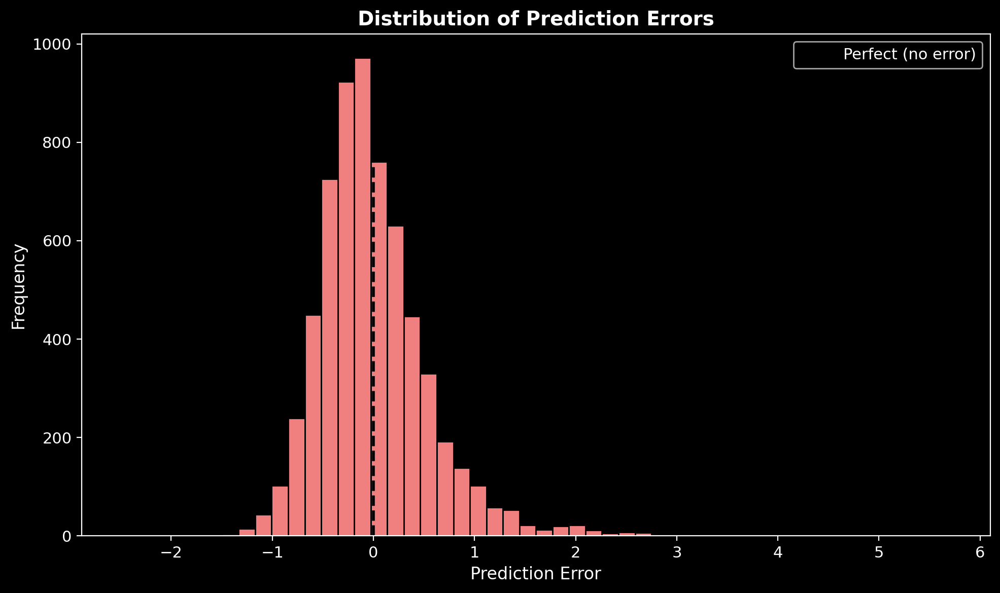 Distribution of Prediction Errors
Perfect (no error)
1000
800
600
400
200
0
Frequency
−2 −1 0 1 2 3 4 5 6
Prediction Error